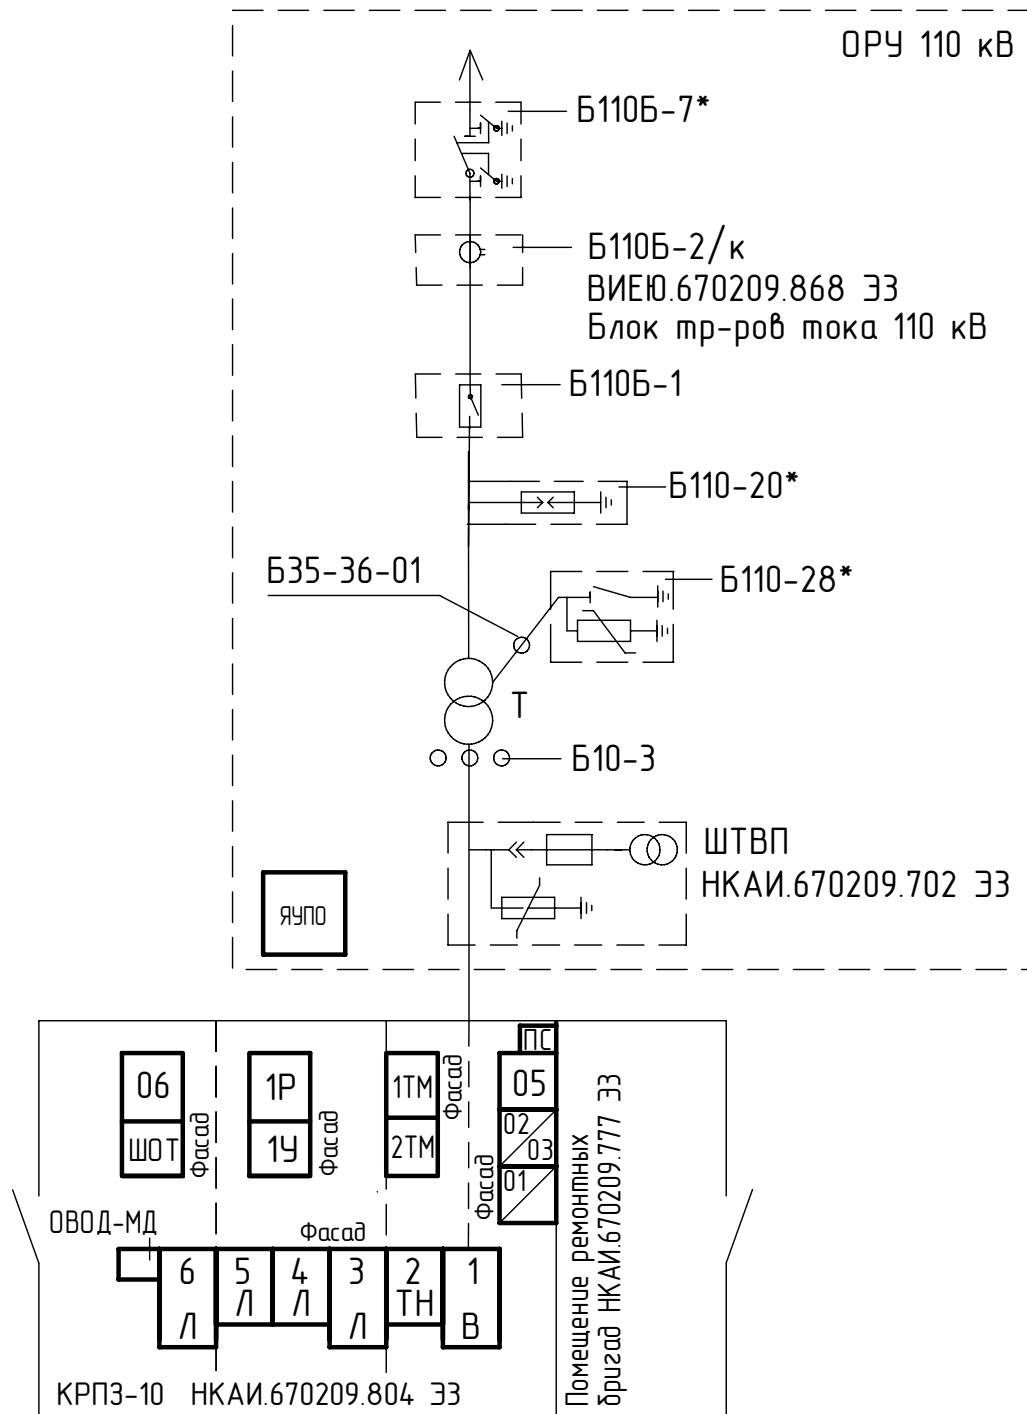 ОРУ 110 кВ
Б110Б-7*
Б110Б-2/к
ВИЕЮ.670209.868 ЭЗ
Блок тр-ров тока 110 кВ
Б110Б-1
Б110-20*
Б35-36-01
Б110-28*
Т
Б10-3
ШТВП
НКАИ.670209.702 ЭЗ
ЯУПО
ПС
06
ШОТ
Фасад
1Р
1У
Фасад
1ТМ
2ТМ
Фасад
05
02
03
01
Фасад
Помещение ремонтных
бригад НКАИ.670209.777 ЭЗ
ОВОД-МД
Фасад
6
Л
5
Л
4
Л
3
Л
2
ТН
1
В
КРПЗ-10 НКАИ.670209.804 ЭЗ